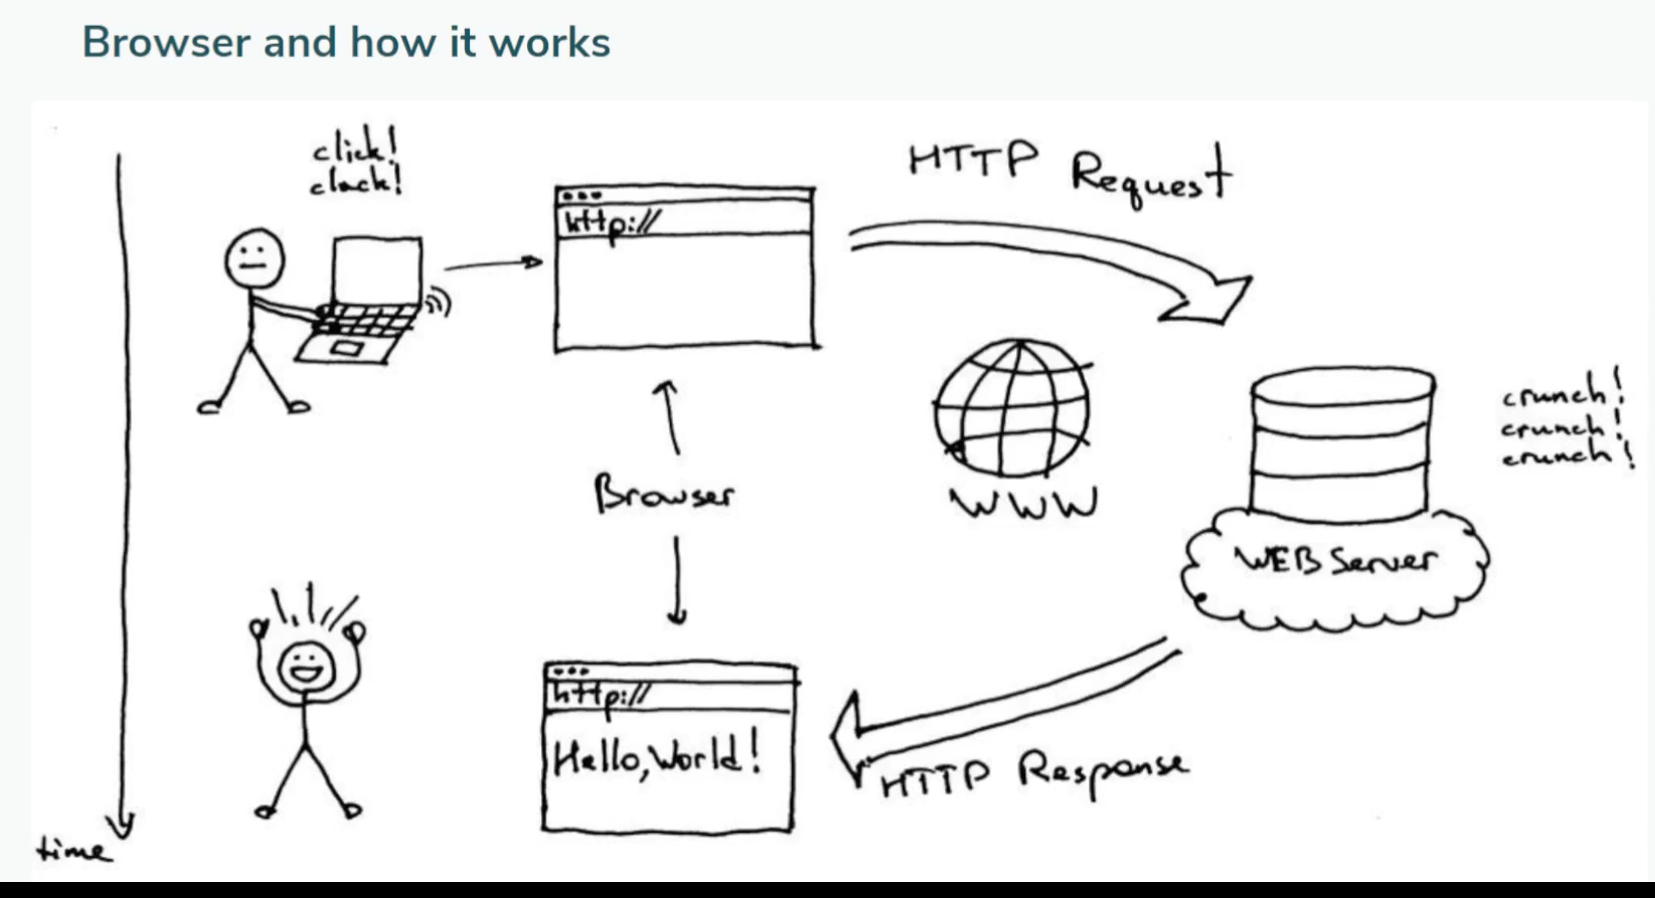 Browser and how it works
click!
clack!
http://
HTTP Request
crunch!
crunch!
crunch!
WWW
Browser
WEB Server
http://
Hello, World!
HTTP Response
time